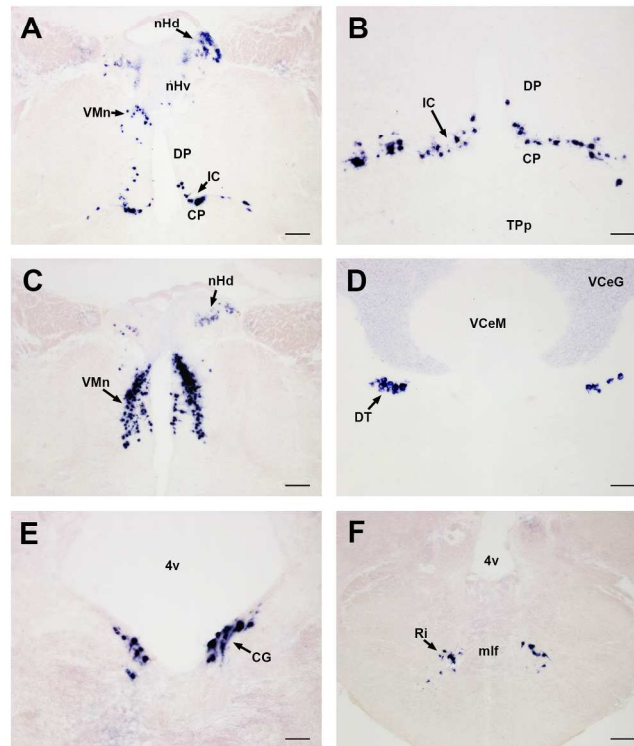 A
nHd
nHv
VMn
DP
IC
CP
B
DP
IC
CP
TPp
C
nHd
VMn
D
VCeG
VCeM
DT
E
4v
CG
F
4v
Ri
mlf